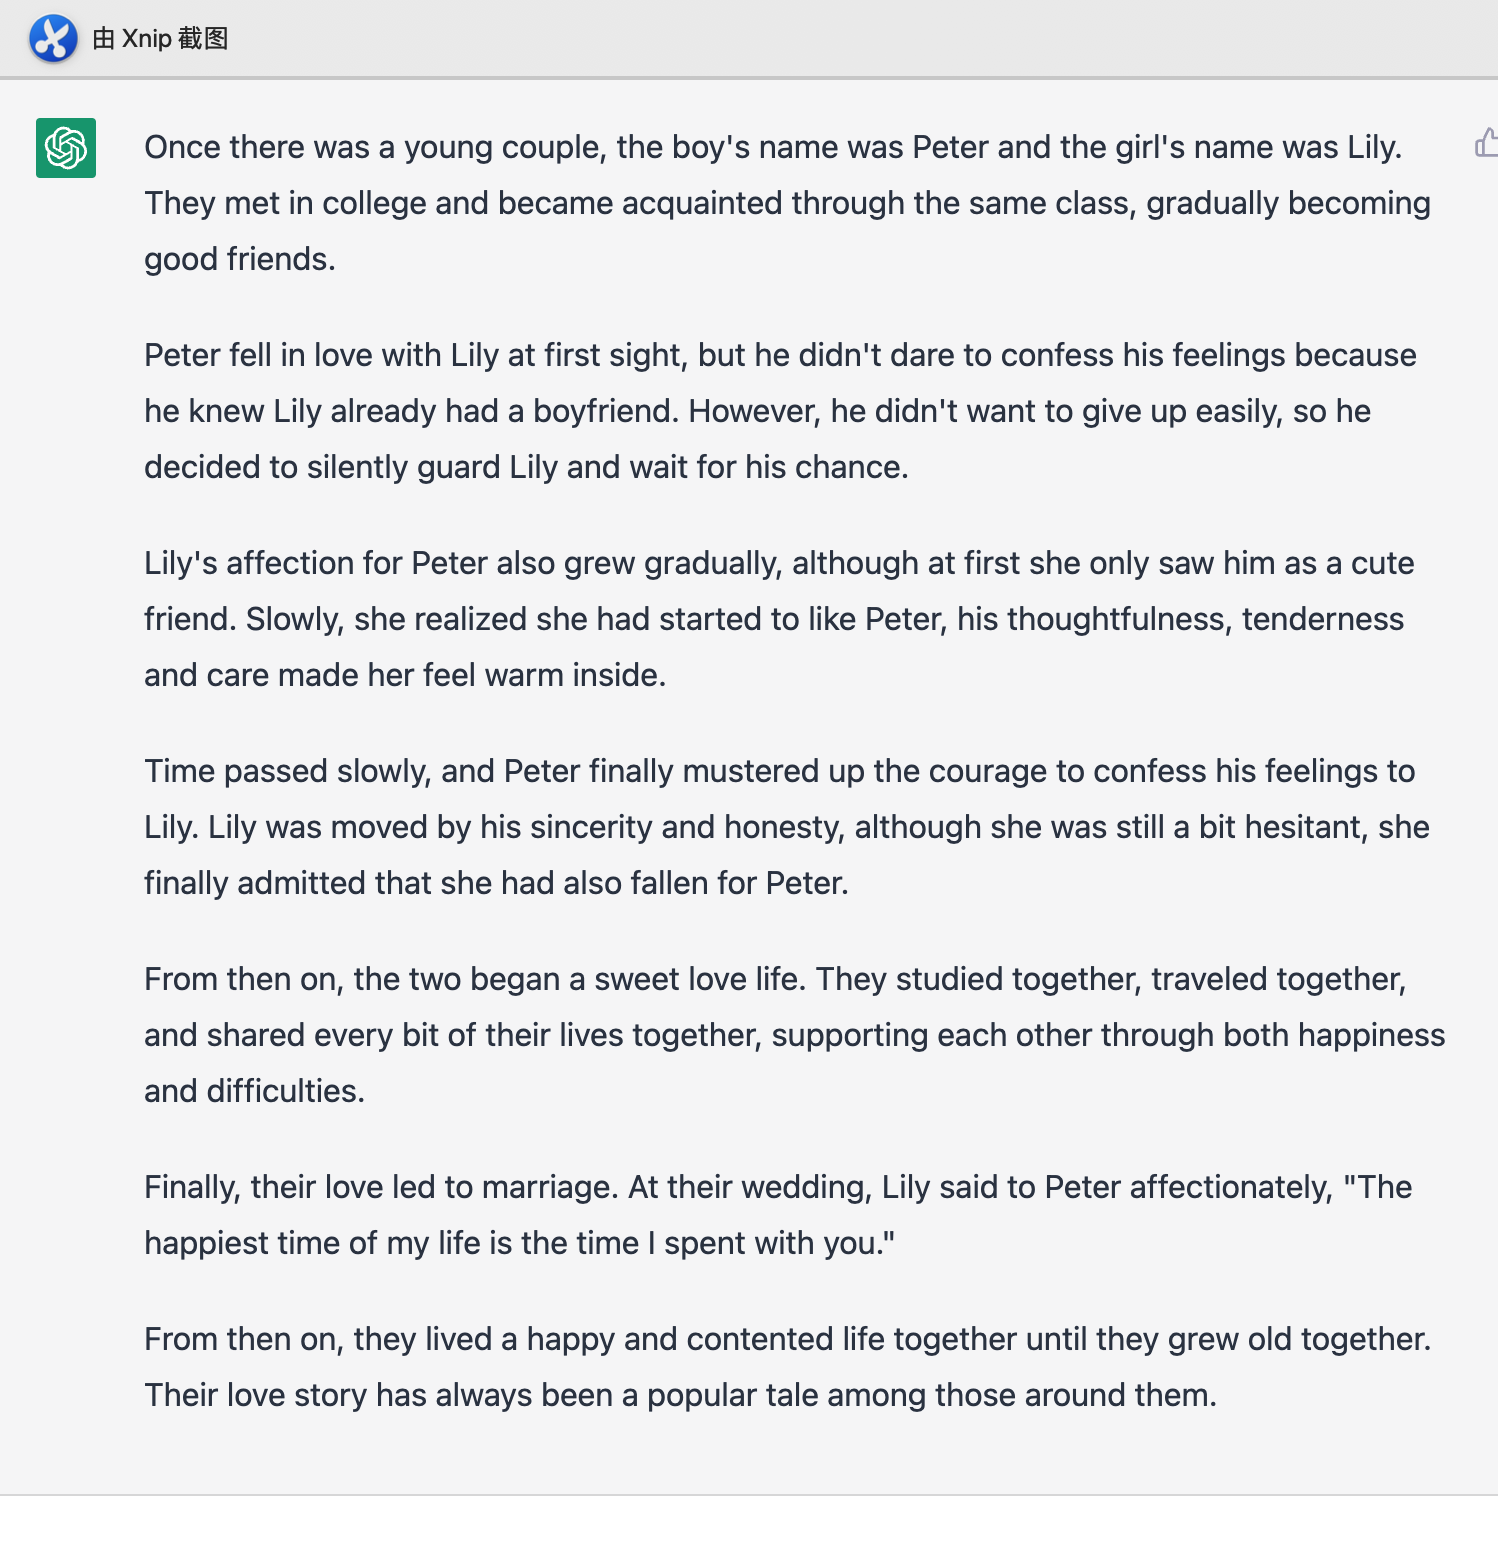 由 Xnip 截图
Once there was a young couple, the boy's name was Peter and the girl's name was Lily.
They met in college and became acquainted through the same class, gradually becoming
good friends.
Peter fell in love with Lily at first sight, but he didn't dare to confess his feelings because
he knew Lily already had a boyfriend. However, he didn't want to give up easily, so he
decided to silently guard Lily and wait for his chance.
Lily's affection for Peter also grew gradually, although at first she only saw him as a cute
friend. Slowly, she realized she had started to like Peter, his thoughtfulness, tenderness
and care made her feel warm inside.
Time passed slowly, and Peter finally mustered up the courage to confess his feelings to
Lily. Lily was moved by his sincerity and honesty, although she was still a bit hesitant, she
finally admitted that she had also fallen for Peter.
From then on, the two began a sweet love life. They studied together, traveled together,
and shared every bit of their lives together, supporting each other through both happiness
and difficulties.
Finally, their love led to marriage. At their wedding, Lily said to Peter affectionately, "The
happiest time of my life is the time I spent with you."
From then on, they lived a happy and contented life together until they grew old together.
Their love story has always been a popular tale among those around them.